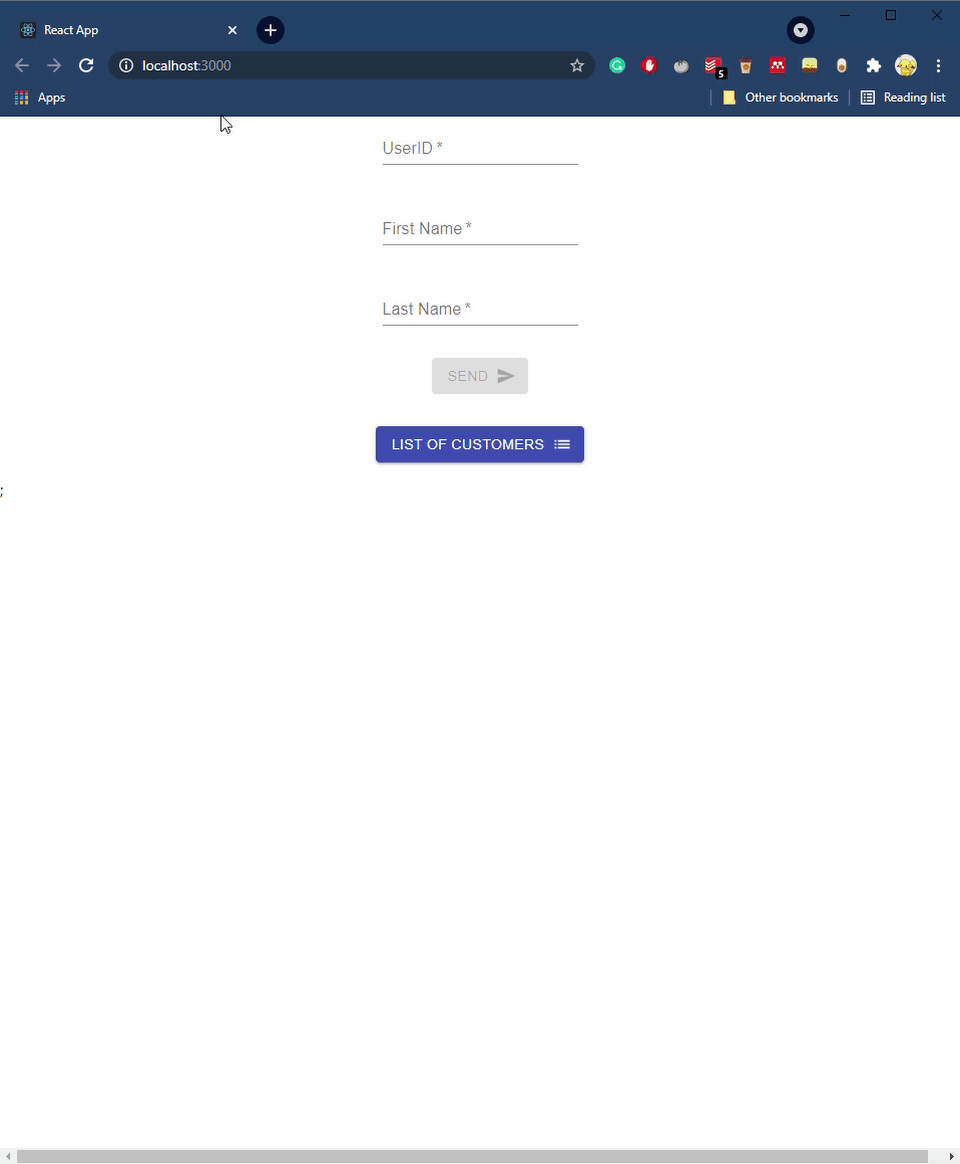 React App
localhost:3000
5
Apps
Other bookmarks
Reading list
UserID *
First Name *
Last Name *
SEND
LIST OF CUSTOMERS
;